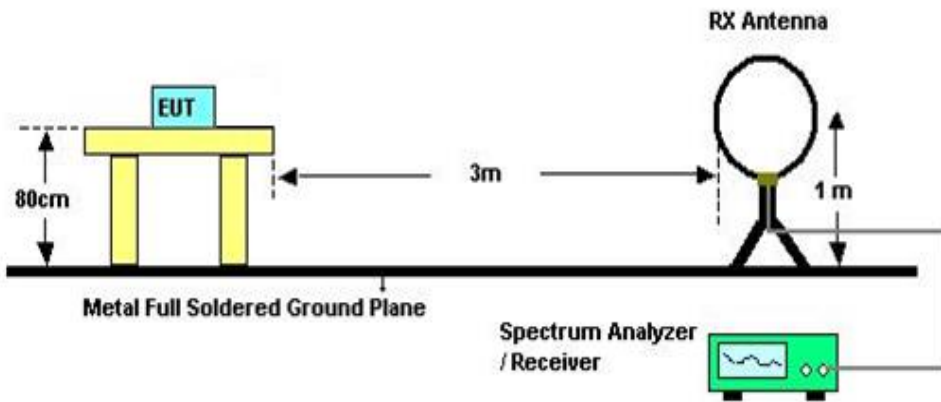 RX Antenna
EUT
3m
80cm
1 m
Metal Full Soldered Ground Plane
Spectrum Analyzer
/ Receiver